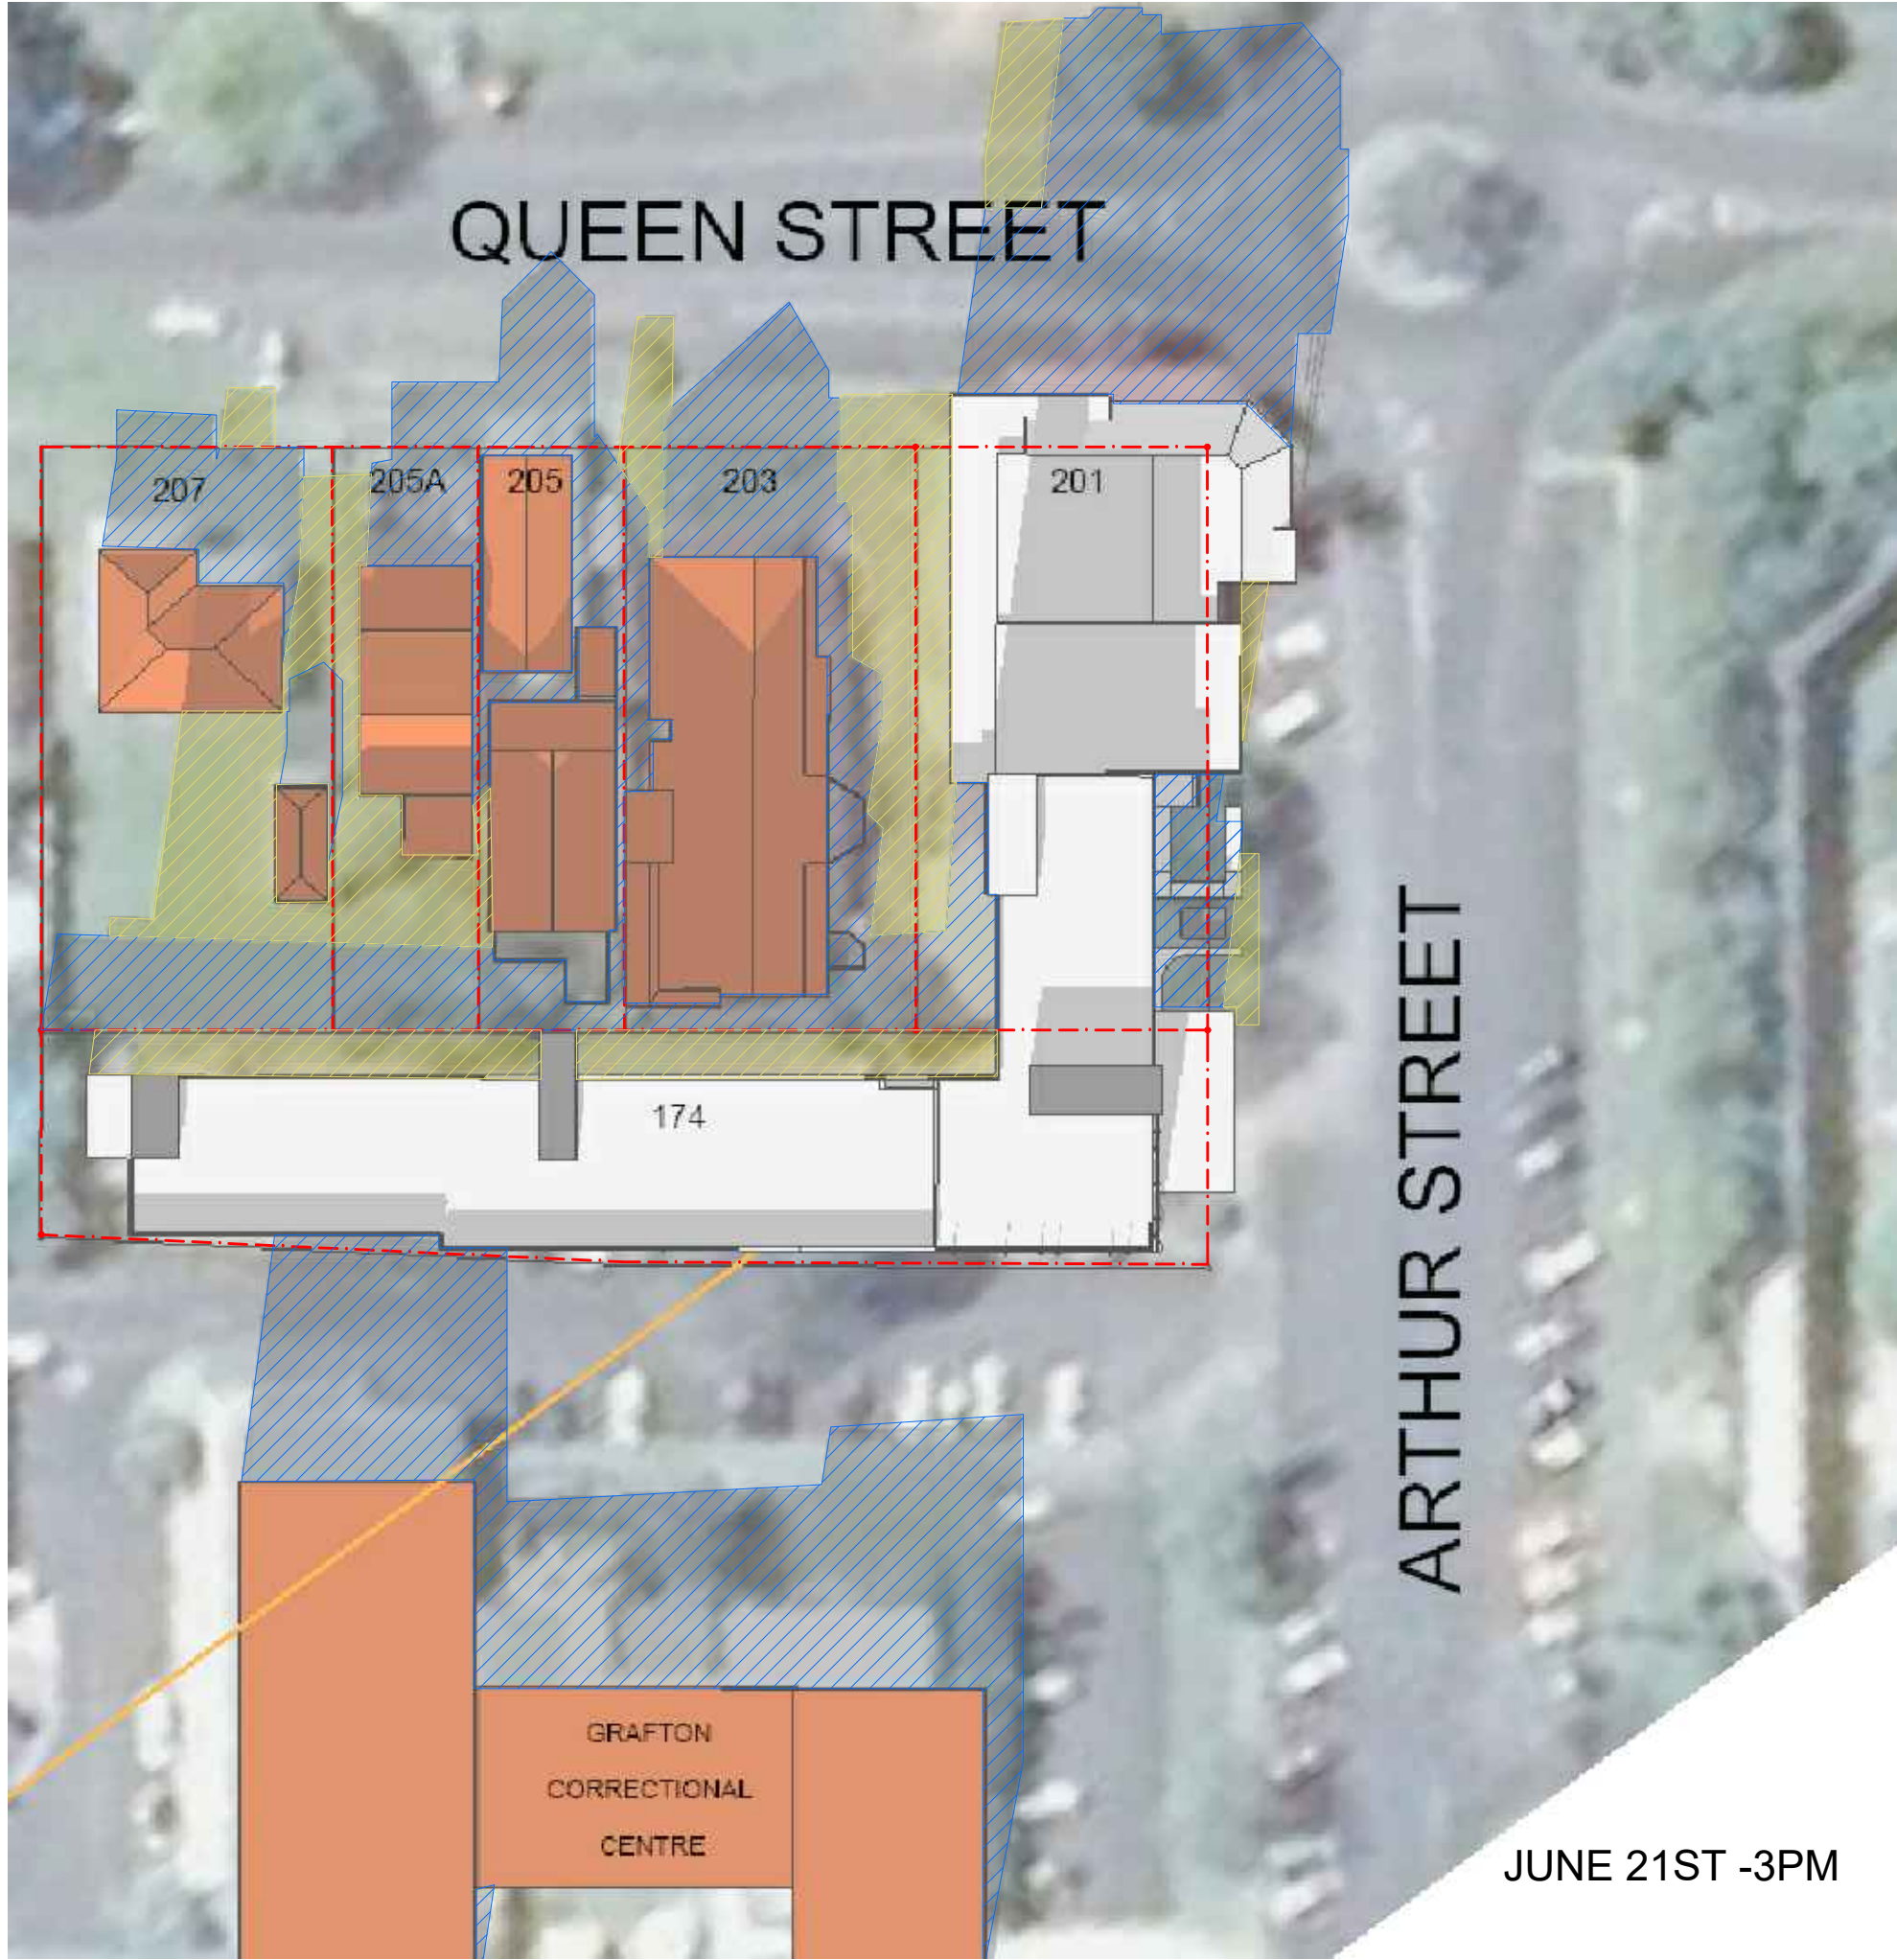 QUEEN STREET
207
205A
205
203
201
174
ARTHUR STREET
GRAFTON
CORRECTIONAL
CENTRE
JUNE 21ST -3PM